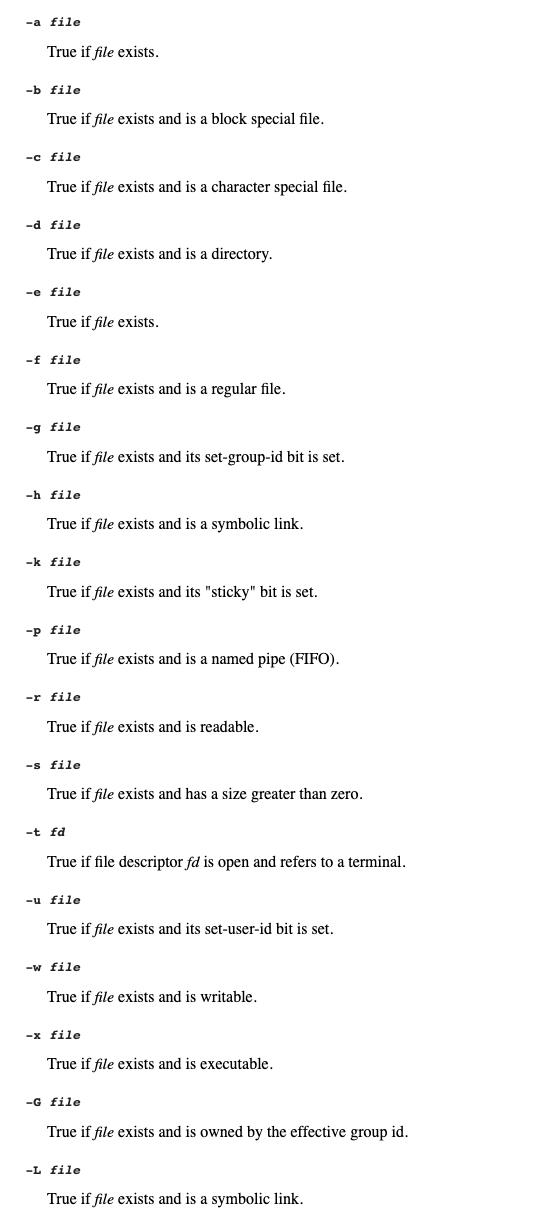 -a file
True if file exists.
-b file
True if file exists and is a block special file.
-c file
True if file exists and is a character special file.
-d file
True if file exists and is a directory.
-e file
True if file exists.
-f file
True if file exists and is a regular file.
-g file
True if file exists and its set-group-id bit is set.
-h file
True if file exists and is a symbolic link.
-k file
True if file exists and its "sticky" bit is set.
-p file
True if file exists and is a named pipe (FIFO).
-r file
True if file exists and is readable.
-s file
True if file exists and has a size greater than zero.
-t fd
True if file descriptor fd is open and refers to a terminal.
-u file
True if file exists and its set-user-id bit is set.
-w file
True if file exists and is writable.
-x file
True if file exists and is executable.
-G file
True if file exists and is owned by the effective group id.
-L file
True if file exists and is a symbolic link.